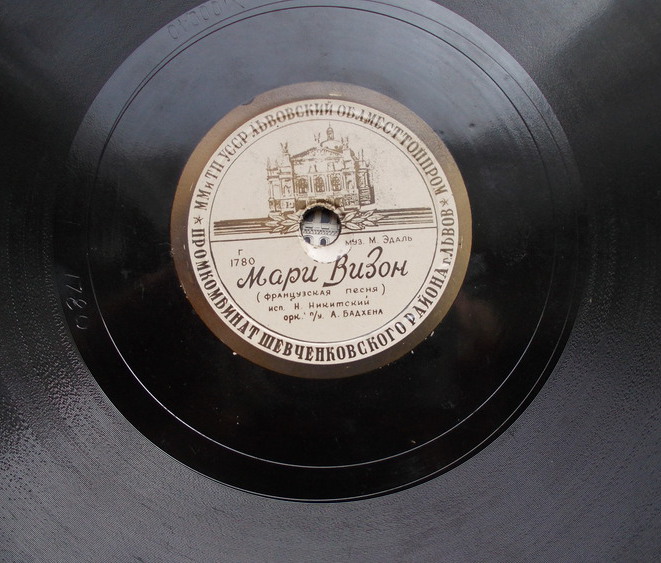 ★ ММиТП УССР ЛЬВОВСКИЙ ОБЛМЕСТТОППРОМ ★
ПРОМКОМБИНАТ ШЕВЧЕНКОВСКОГО РАЙОНА г. ЛЬВОВ
муз. М. Эдаль
Г
1780
Мари Визон
(французская песня)
исп. Н. Никитский
орк. п/у. А. Бадхена
1780